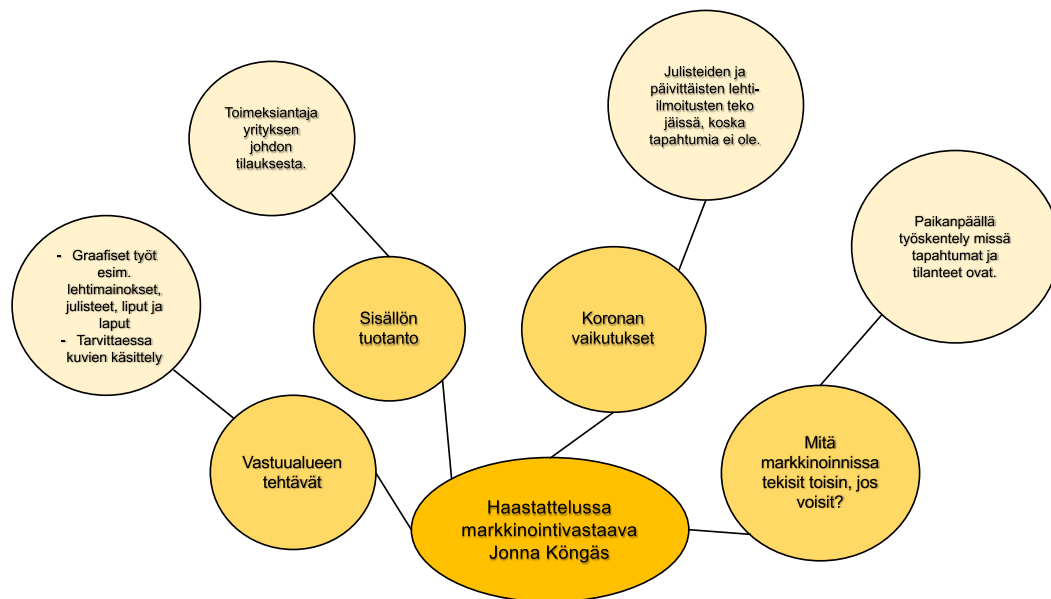 Julisteiden ja
päivittäisten lehti-
ilmoitusten teko
jäissä, koska
tapahtumia ei ole.
Toimeksiantaja
yrityksen
johdon
tilauksesta.
Paikanpäällä
työskentely missä
tapahtumat ja
tilanteet ovat.
- Graafiset työt
esim.
lehtimainokset,
julisteet, liput ja
laput
- Tarvittaessa
kuvien käsittely
Sisällön
tuotanto
Koronan
vaikutukset
Vastuualueen
tehtävät
Mitä
markkinoinnissa
tekisit toisin, jos
voisit?
Haastattelussa
markkinointivastaava
Jonna Köngäs